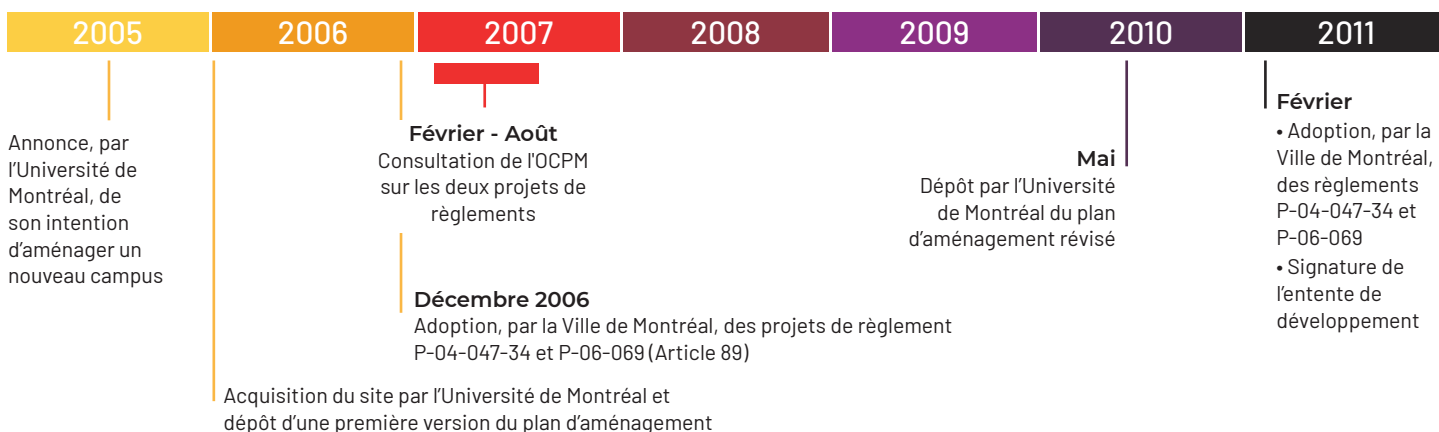 2005
2006
2007
2008
2009
2010
2011
Annonce, par
l’Université de
Montréal, de
son intention
d’aménager un
nouveau campus
Février - Août
Consultation de l'OCPM
sur les deux projets de
règlements
Décembre 2006
Adoption, par la Ville de Montréal, des projets de règlement
P-04-047-34 et P-06-069 (Article 89)
Acquisition du site par l’Université de Montréal et
dépôt d’une première version du plan d’aménagement
Mai
Dépôt par l’Université
de Montréal du plan
d’aménagement révisé
Février
• Adoption, par la
Ville de Montréal,
des règlements
P-04-047-34 et
P-06-069
• Signature de
l’entente de
développement